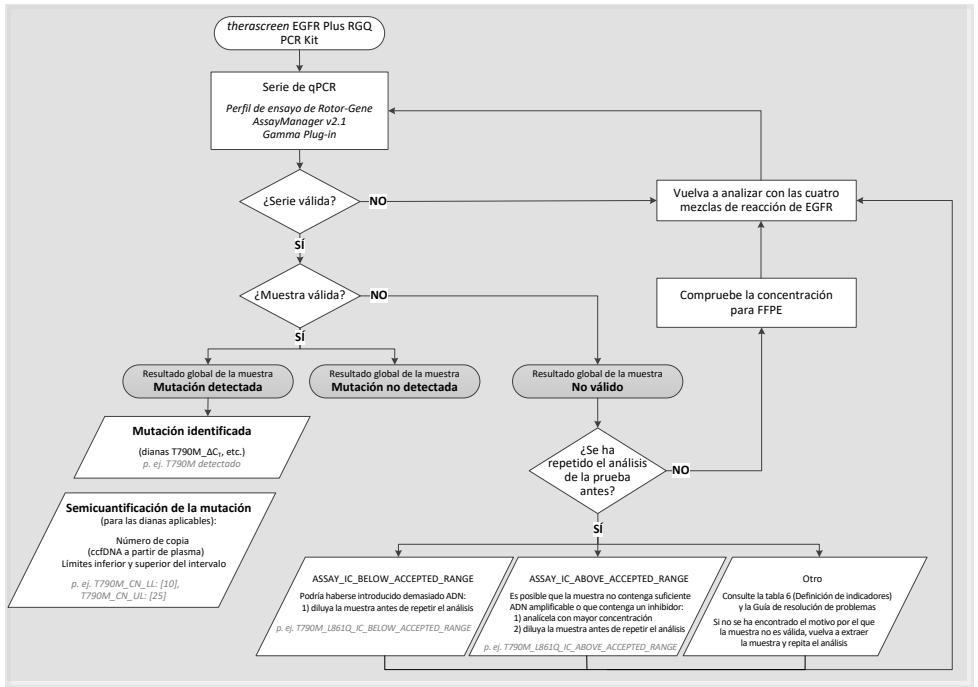 therascreen EGFR Plus RGQ
PCR Kit
Serie de qPCR
Perfil de ensayo de Rotor-Gene
AssayManager v2.1
Gamma Plug-in
¿Serie válida?
NO
Vuelva a analizar con las cuatro
mezclas de reacción de EGFR
SÍ
¿Muestra válida?
NO
Compruebe la concentración
para FFPE
SÍ
Resultado global de la muestra
Mutación detectada
Resultado global de la muestra
Mutación no detectada
Resultado global de la muestra
No válido
Mutación identificada
(dianas T790M_ΔCT, etc.)
p. ej. T790M detectado
¿Se ha
repetido el análisis
de la prueba
antes?
NO
SÍ
Semicuantificación de la mutación
(para las dianas aplicables):
Número de copia
(ccfDNA a partir de plasma)
Límites inferior y superior del intervalo
p. ej. T790M_CN_LL: [10],
T790M_CN_UL: [25]
ASSAY_IC_BELOW_ACCEPTED_RANGE
Podría haberse introducido demasiado ADN:
1) diluya la muestra antes de repetir el análisis
p. ej. T790M_L861Q_IC_BELOW_ACCEPTED_RANGE
ASSAY_IC_ABOVE_ACCEPTED_RANGE
Es posible que la muestra no contenga suficiente
ADN amplificable o que contenga un inhibidor:
1) analícela con mayor concentración
2) diluya la muestra antes de repetir el análisis
p. ej. T790M_L861Q_IC_ABOVE_ACCEPTED_RANGE
Otro
Consulte la tabla 6 (Definición de indicadores)
y la Guía de resolución de problemas
Si no se ha encontrado el motivo por el que
la muestra no es válida, vuelva a extraer
la muestra y repita el análisis